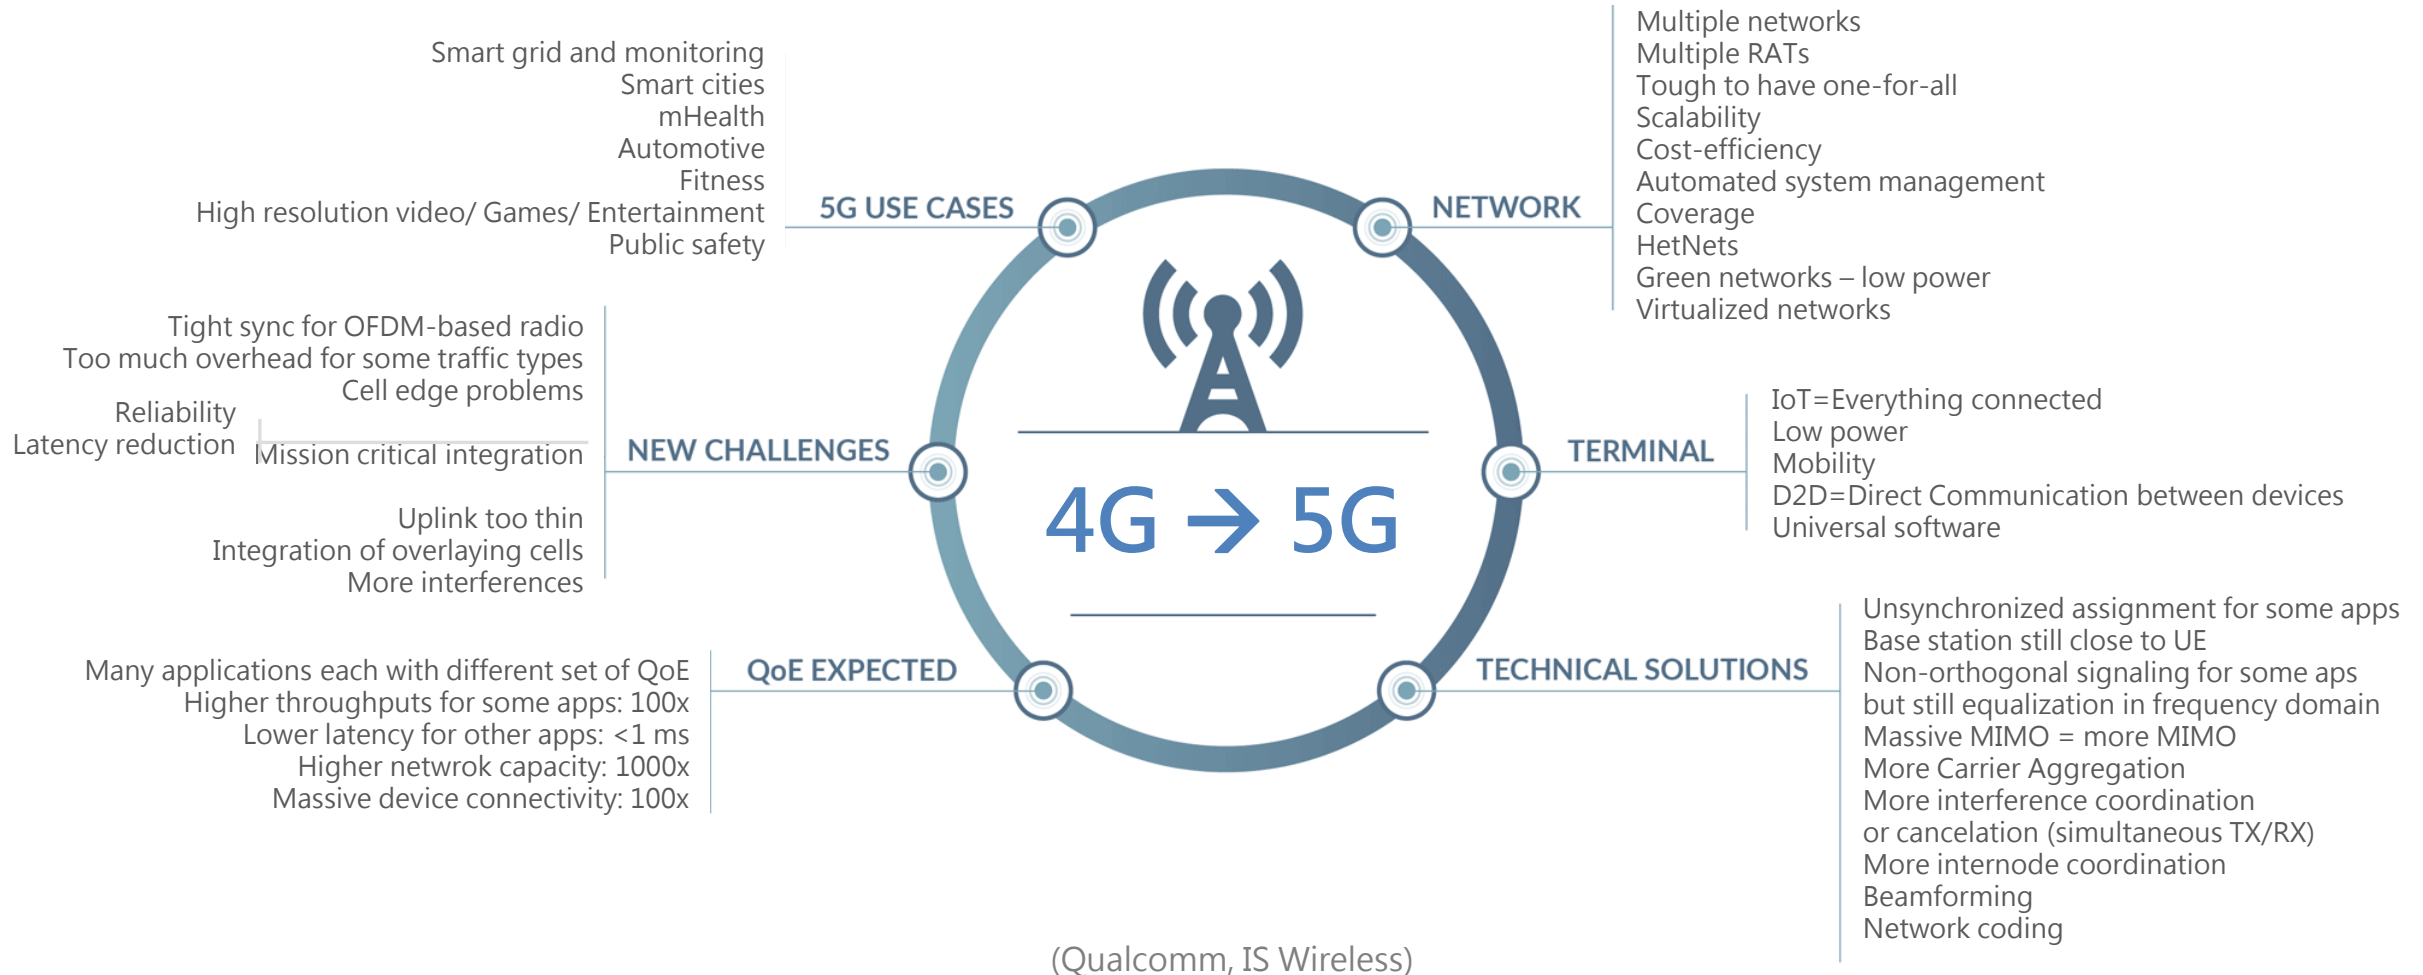 Smart grid and monitoring
Smart cities
mHealth
Automotive
Fitness
High resolution video/ Games/ Entertainment
Public safety
5G USE CASES
Tight sync for OFDM-based radio
Too much overhead for some traffic types
Cell edge problems
Reliability
Latency reduction
Mission critical integration
Uplink too thin
Integration of overlaying cells
More interferences
NEW CHALLENGES
Many applications each with different set of QoE
Higher throughputs for some apps: 100x
Lower latency for other apps: <1 ms
Higher netwrok capacity: 1000x
Massive device connectivity: 100x
QoE EXPECTED
4G → 5G
NETWORK
Multiple networks
Multiple RATs
Tough to have one-for-all
Scalability
Cost-efficiency
Automated system management
Coverage
HetNets
Green networks – low power
Virtualized networks
TERMINAL
IoT=Everything connected
Low power
Mobility
D2D=Direct Communication between devices
Universal software
TECHNICAL SOLUTIONS
Unsynchronized assignment for some apps
Base station still close to UE
Non-orthogonal signaling for some aps
but still equalization in frequency domain
Massive MIMO = more MIMO
More Carrier Aggregation
More interference coordination
or cancelation (simultaneous TX/RX)
More internode coordination
Beamforming
Network coding
(Qualcomm, IS Wireless)